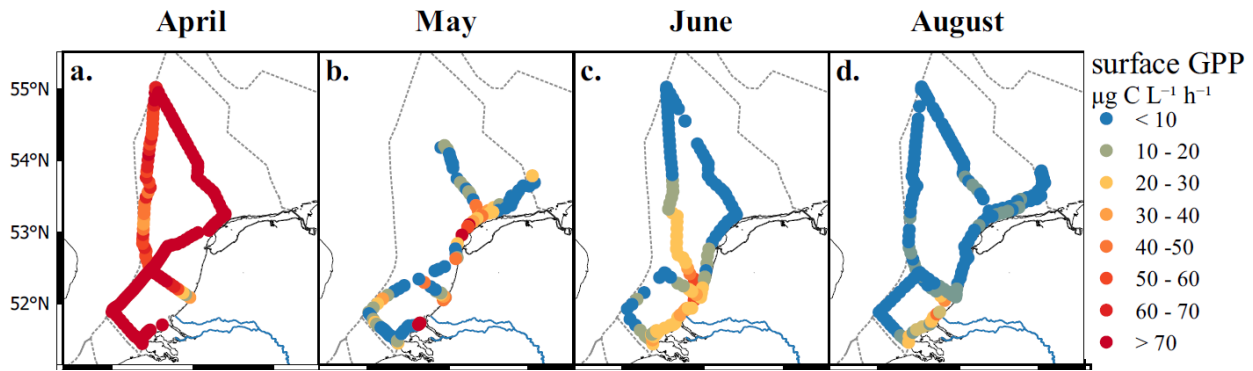 April
May
June
August
a.
b.
c.
d.
55°N
54°N
53°N
52°N
surface GPP
µg C L⁻¹ h⁻¹
< 10
10 - 20
20 - 30
30 - 40
40 -50
50 - 60
60 - 70
> 70